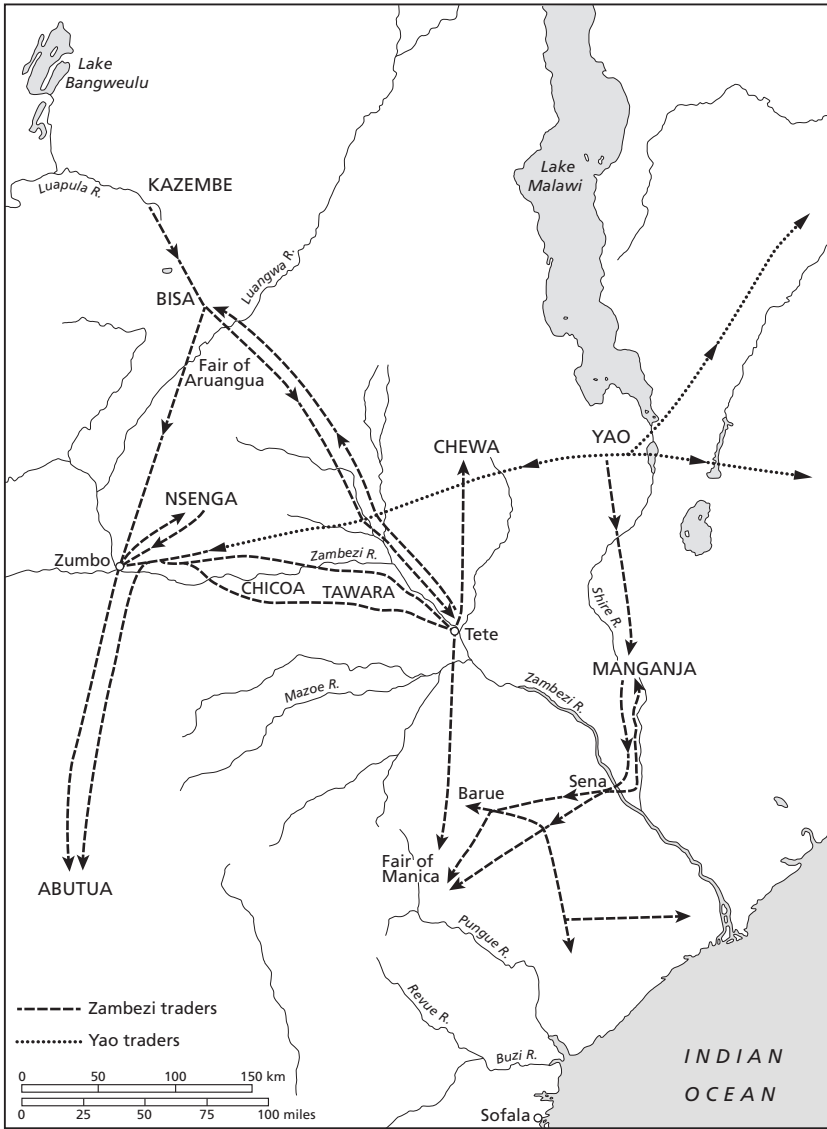 Lake
Bangweulu
Luapula R.
KAZEMBE
Lake
Malawi
Luangwa R.
BISA
Fair of
Aruangua
CHEWA
YAO
NSENGA
Zumbo
Zambezi R.
CHICOA
TAWARA
Shire R.
Tete
MANGANJA
Mazoe R.
Zambezi R.
Sena
Barue
Fair of
Manica
ABUTUA
Pungue R.
Revue R.
Buzi R.
Sofala
INDIAN
OCEAN
Zambezi traders
Yao traders
0 50 100 150 km
0 25 50 75 100 miles